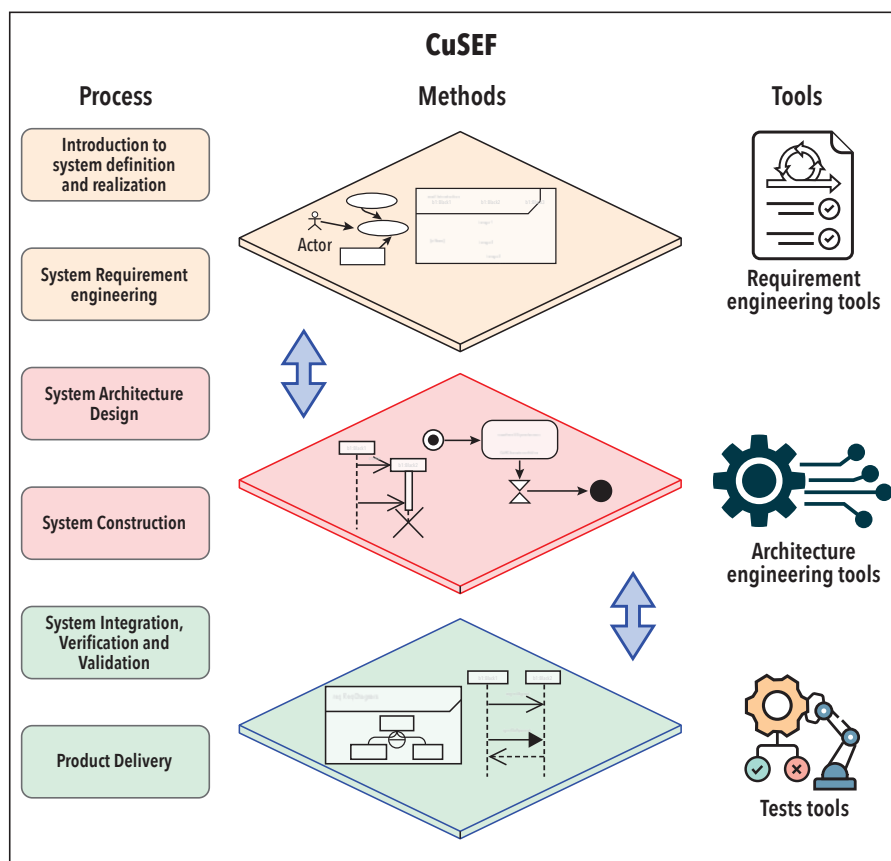 CuSEF
Process
Methods
Tools
Introduction to
system definition
and realization
System Requirement
engineering
System Architecture
Design
System Construction
System Integration,
Verification and
Validation
Product Delivery
Actor
Requirement
engineering tools
Architecture
engineering tools
Tests tools